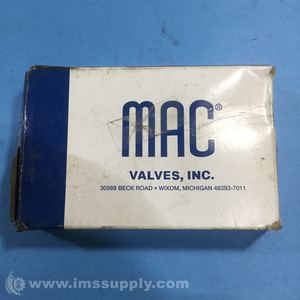 MAC®
VALVES, INC.
30569 BECK ROAD • WIXOM, MICHIGAN 48393-7011
© www.imssupply.com